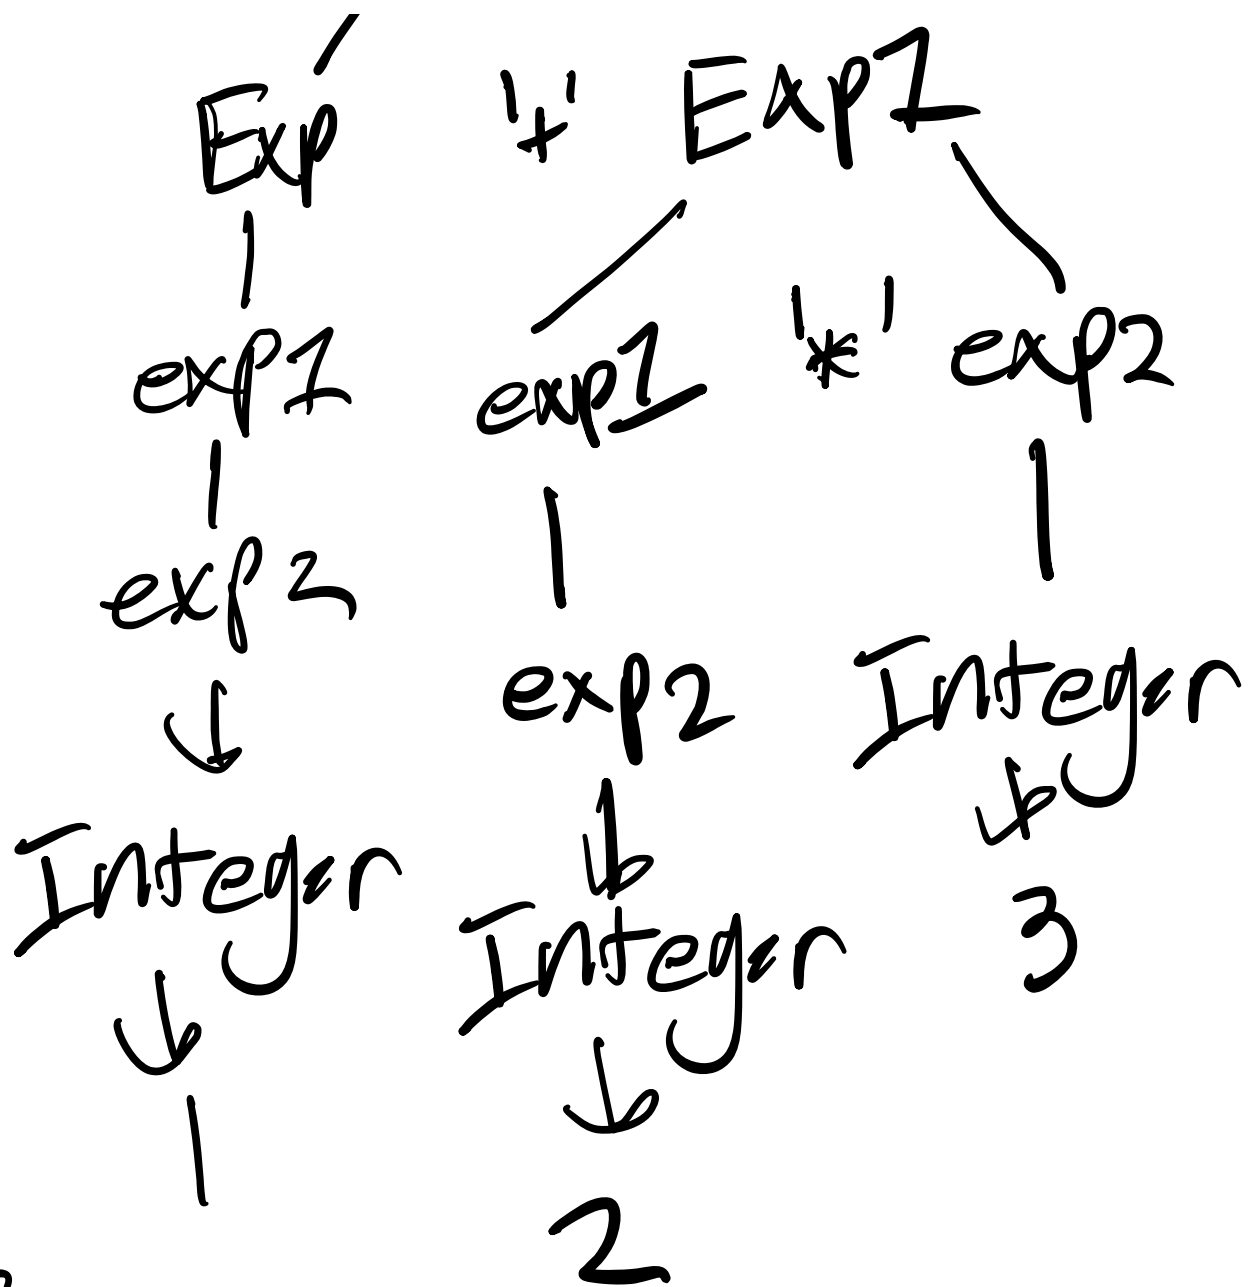 Exp '+' Exp1
exp1 exp1 '*' exp2
exp2 exp2 Integer
Integer Integer 3
1 2